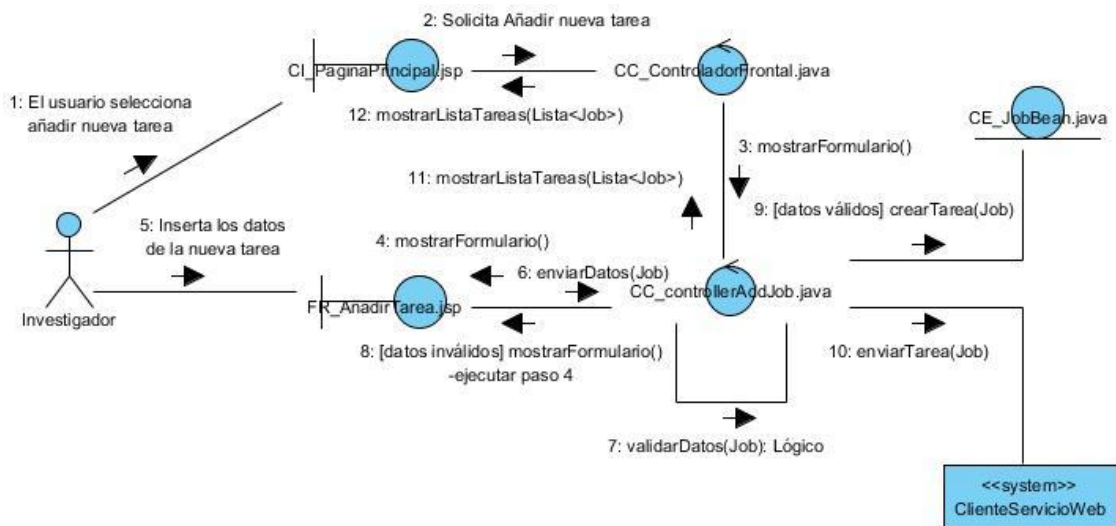 2: Solicita Añadir nueva tarea
CI_PaginaPrincipal.jsp
CC_ControladorFrontal.java
1: El usuario selecciona
añadir nueva tarea
12: mostrarListaTareas(Lista<Job>)
CE_JobBean.java
3: mostrarFormulario()
11: mostrarListaTareas(Lista<Job>)
9: [datos válidos] crearTarea(Job)
5: Inserta los datos
de la nueva tarea
4: mostrarFormulario()
6: enviarDatos(Job)
Investigador
FR_AnadirTarea.jsp
CC_controllerAddJob.java
8: [datos inválidos] mostrarFormulario()
-ejecutar paso 4
10: enviarTarea(Job)
7: validarDatos(Job): Lógico
<<system>>
ClienteServicioWeb